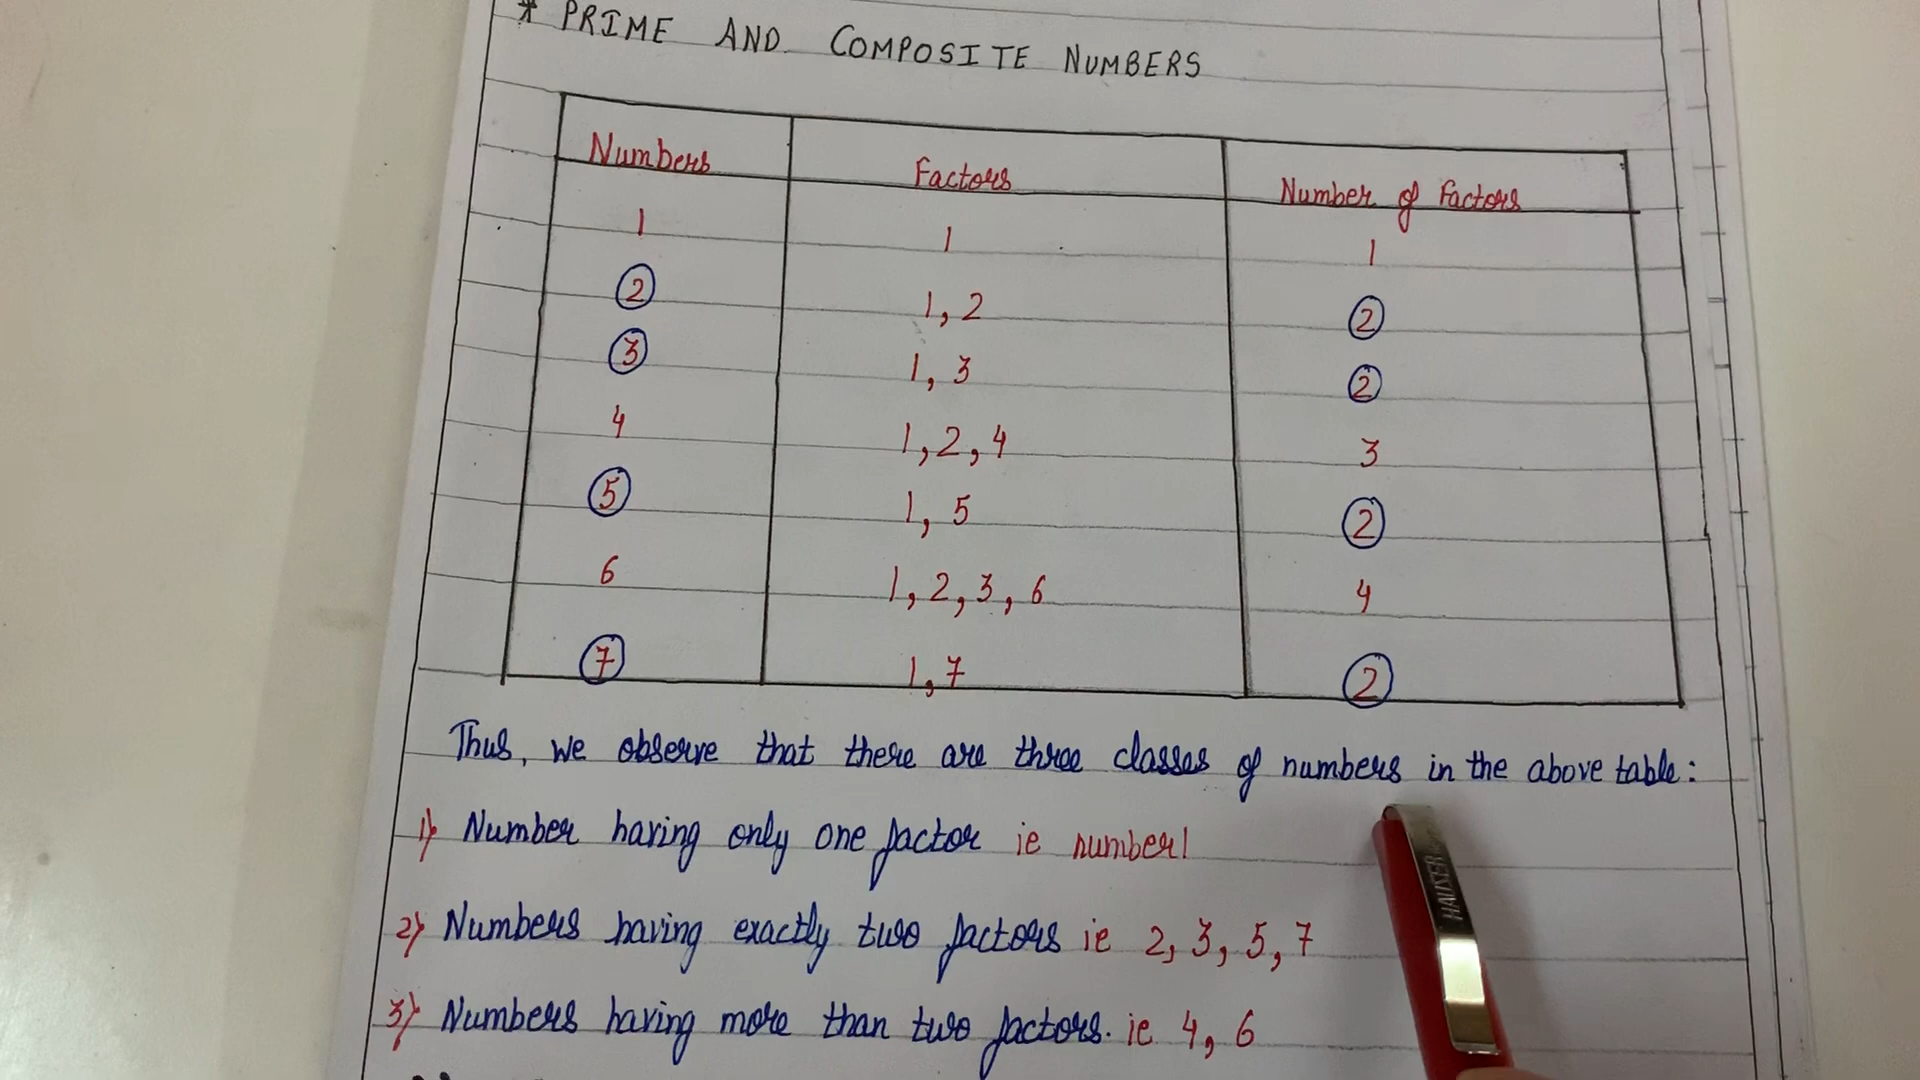 * PRIME AND COMPOSITE NUMBERS
Numbers Factors Number of Factors
1 1 1
2 1, 2 2
3 1, 3 2
4 1, 2, 4 3
5 1, 5 2
6 1, 2, 3, 6 4
7 1, 7 2
Thus, we observe that there are three classes of numbers in the above table:
1) Number having only one factor ie number 1
2) Numbers having exactly two factors ie 2, 3, 5, 7
3) Numbers having more than two factors. ie 4, 6
HAUSER